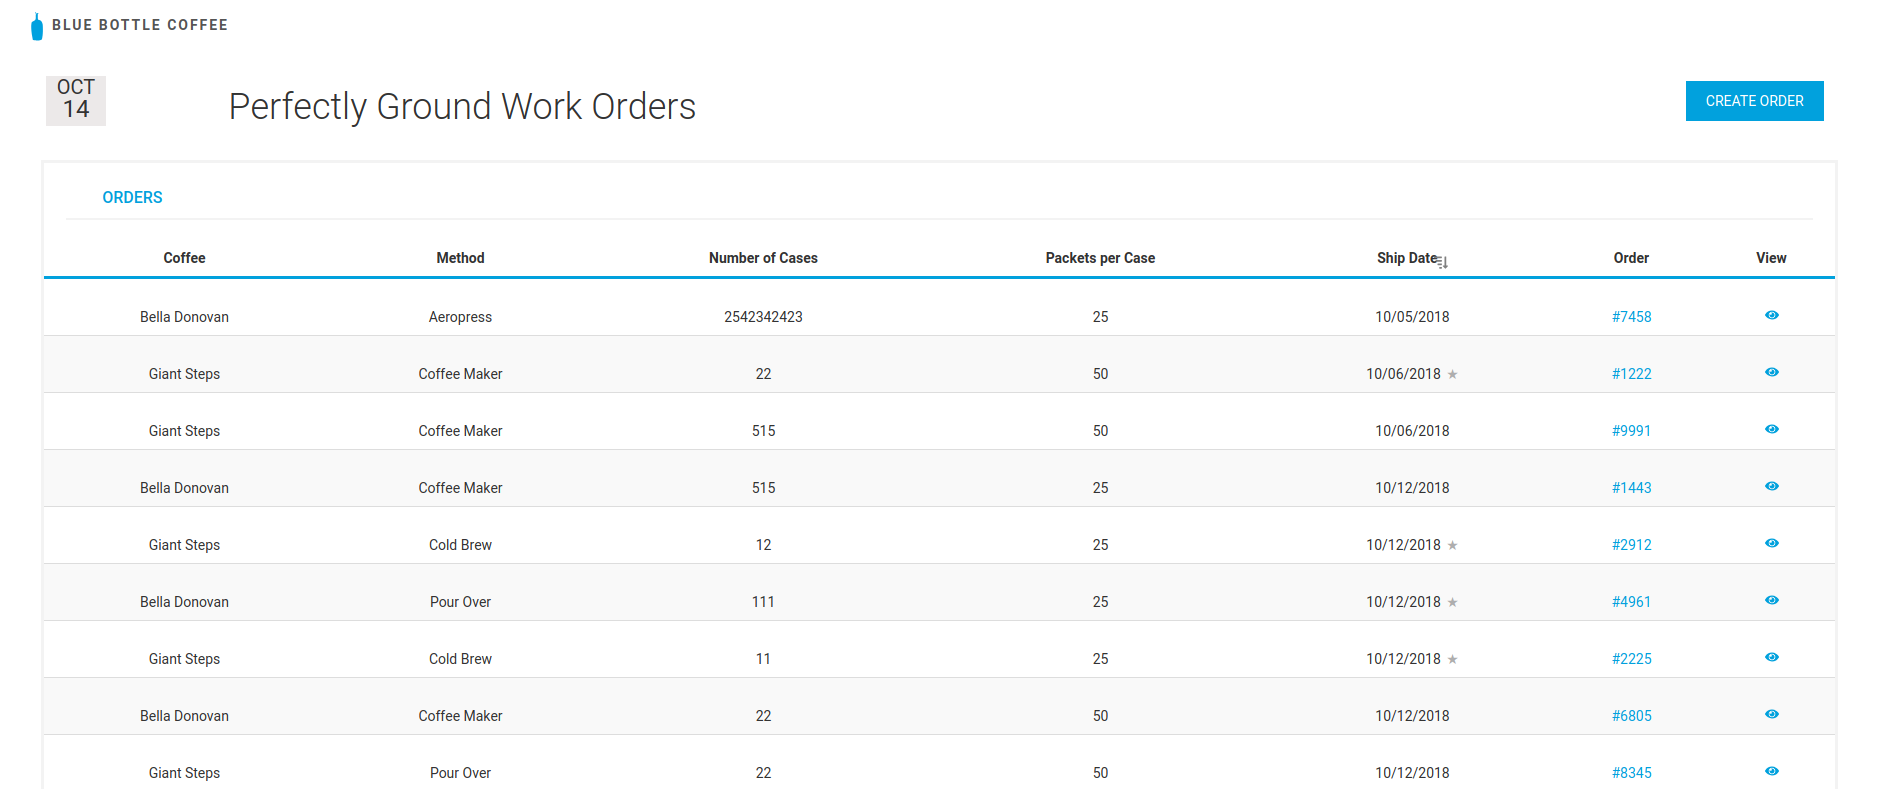 BLUE BOTTLE COFFEE
OCT
14
Perfectly Ground Work Orders
CREATE ORDER
ORDERS
Coffee Method Number of Cases Packets per Case Ship Date Order View
Bella Donovan Aeropress 2542342423 25 10/05/2018 #7458
Giant Steps Coffee Maker 22 50 10/06/2018 ★ #1222
Giant Steps Coffee Maker 515 50 10/06/2018 #9991
Bella Donovan Coffee Maker 515 25 10/12/2018 #1443
Giant Steps Cold Brew 12 25 10/12/2018 ★ #2912
Bella Donovan Pour Over 111 25 10/12/2018 ★ #4961
Giant Steps Cold Brew 11 25 10/12/2018 ★ #2225
Bella Donovan Coffee Maker 22 50 10/12/2018 #6805
Giant Steps Pour Over 22 50 10/12/2018 #8345